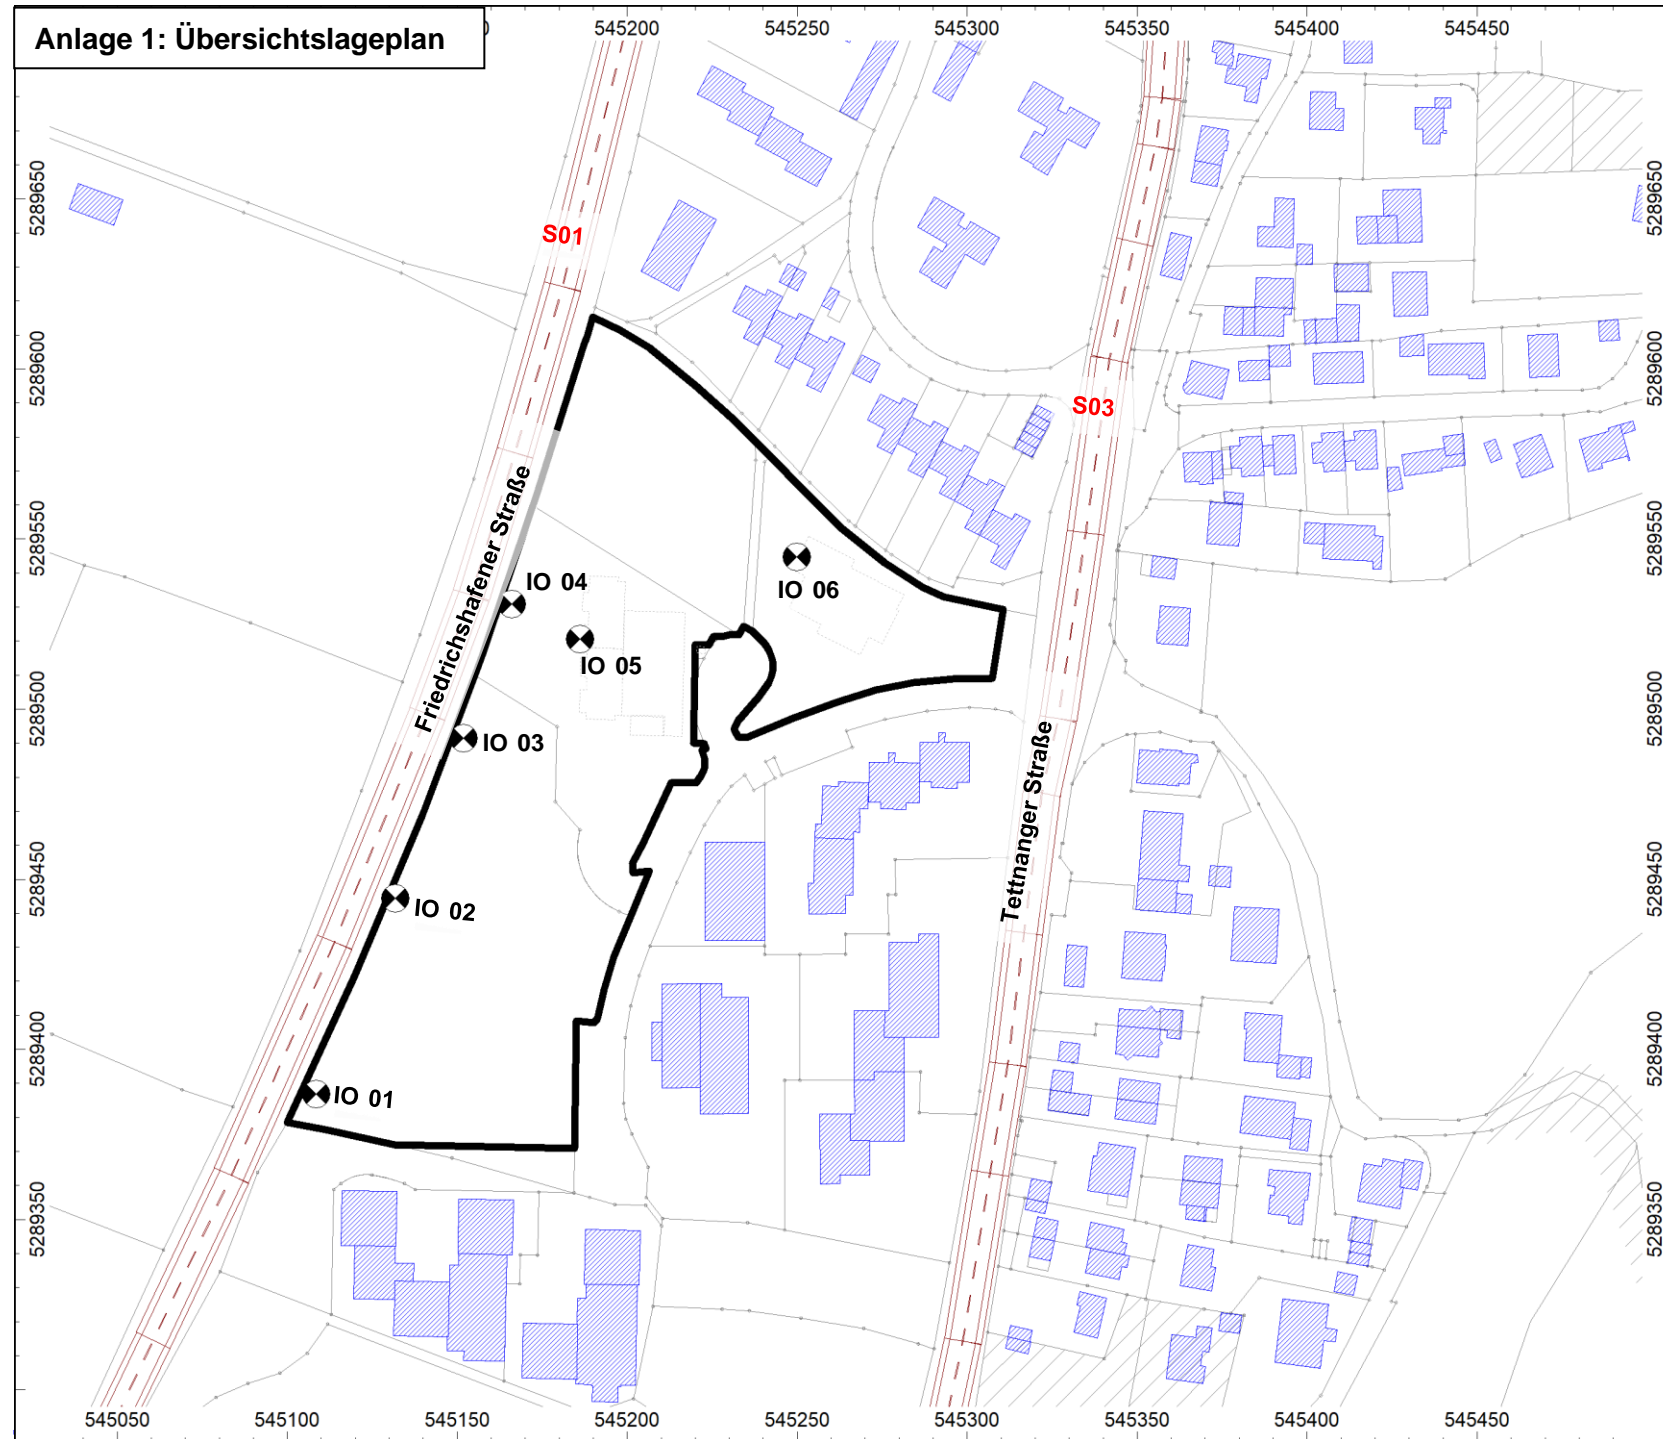 Anlage 1: Übersichtslageplan
545200
545250
545300
545350
545400
545450
5289650
5289650
S01
5289600
5289600
S03
Friedrichshafener Straße
5289550
5289550
IO 04
IO 06
IO 05
5289500
5289500
IO 03
Tettnanger Straße
5289450
5289450
IO 02
5289400
5289400
IO 01
5289350
5289350
545050
545100
545150
545200
545250
545300
545350
545400
545450